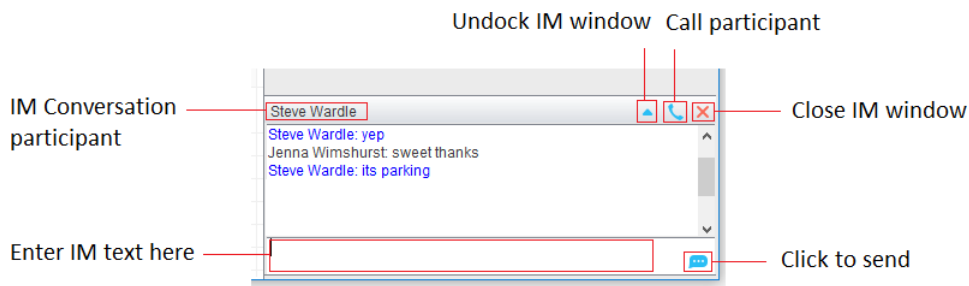 Undock IM window Call participant
IM Conversation
participant
Steve Wardle
Close IM window
Steve Wardle: yep
Jenna Wimshurst: sweet thanks
Steve Wardle: its parking
Enter IM text here
Click to send